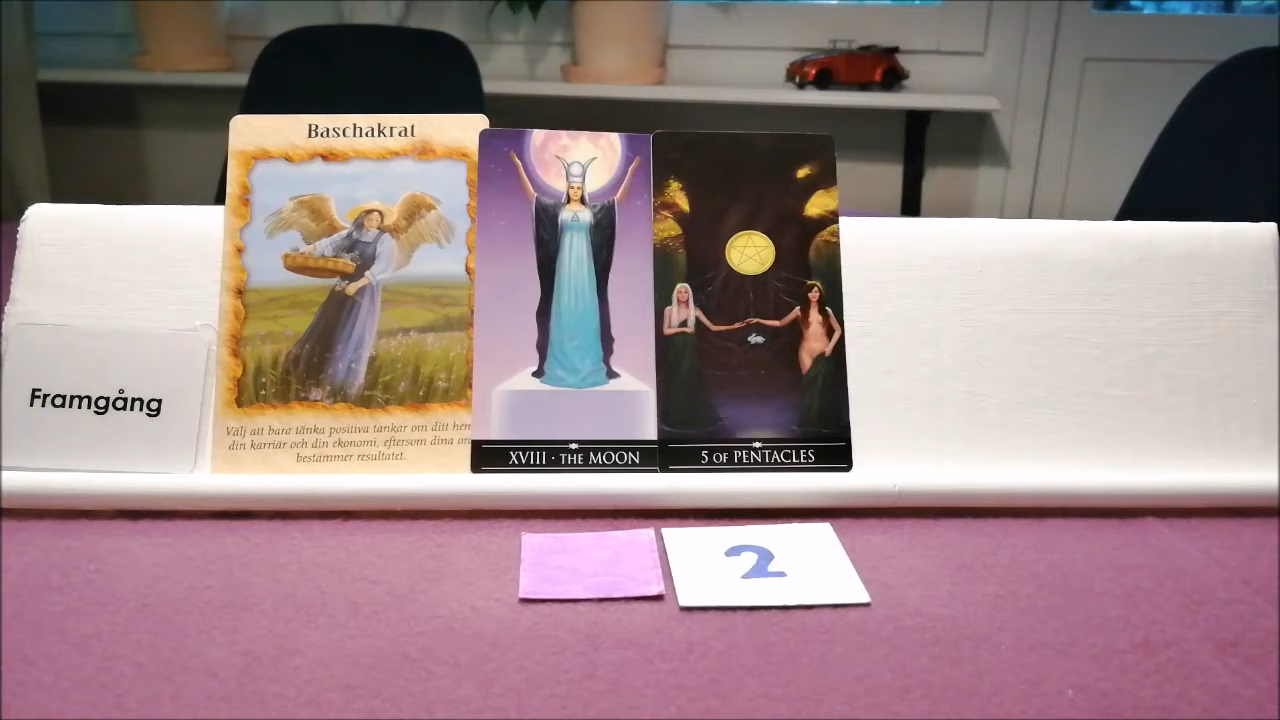 Baschakrat
Framgång
Välj att bara tänka positiva tankar om ditt hem
din karriär och din ekonomi, eftersom dina
bestämmer resultatet.
XVIII · THE MOON
5 OF PENTACLES
2